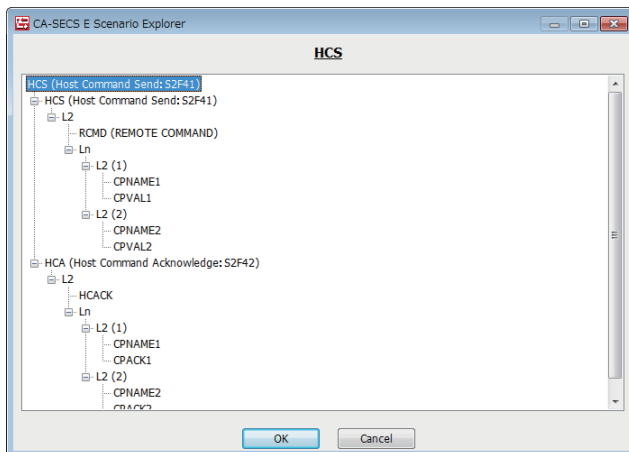 CA-SECS E Scenario Explorer
HCS
HCS (Host Command Send: S2F41)
HCS (Host Command Send: S2F41)
L2
RCMD (REMOTE COMMAND)
Ln
L2 (1)
CPNAME1
CPVAL1
L2 (2)
CPNAME2
CPVAL2
HCA (Host Command Acknowledge: S2F42)
L2
HCACK
Ln
L2 (1)
CPNAME1
CPACK1
L2 (2)
CPNAME2
CPACK2
OK
Cancel